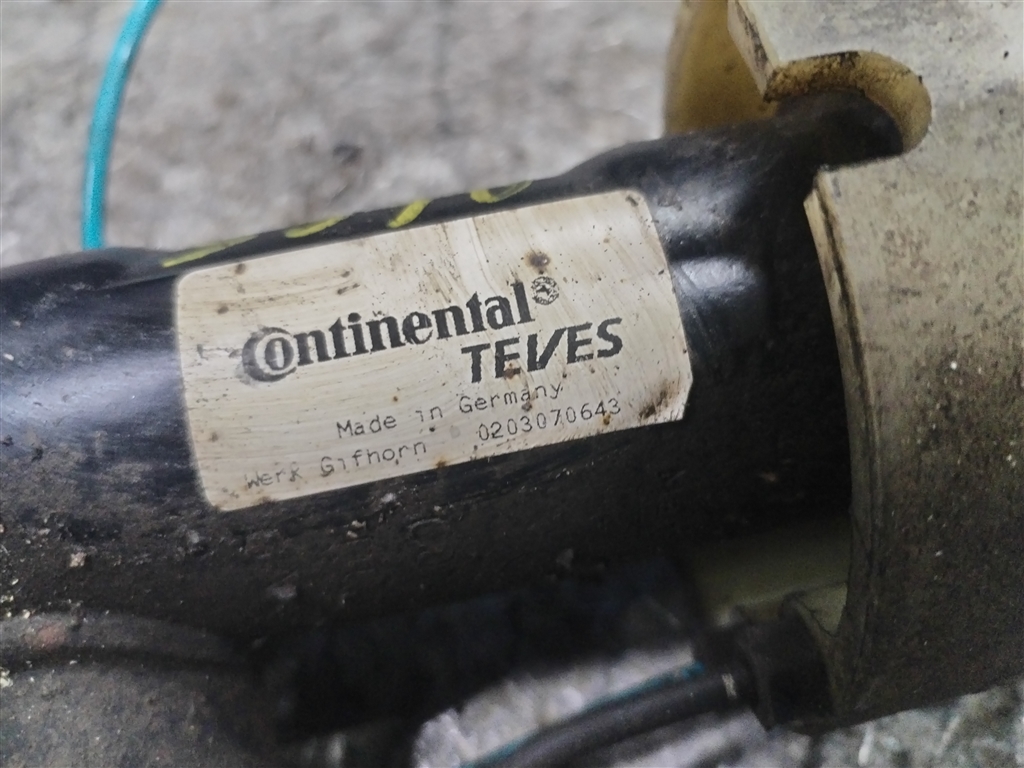 Continental
TEVES
Made in Germany
Werk Gifhorn 0203070643